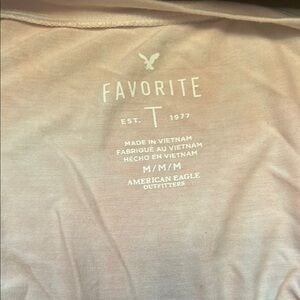 FAVORITE
EST. T 1977
MADE IN VIETNAM
FABRIQUÉ AU VIETNAM
HECHO EN VIETNAM
M/M/M
AMERICAN EAGLE
OUTFITTERS